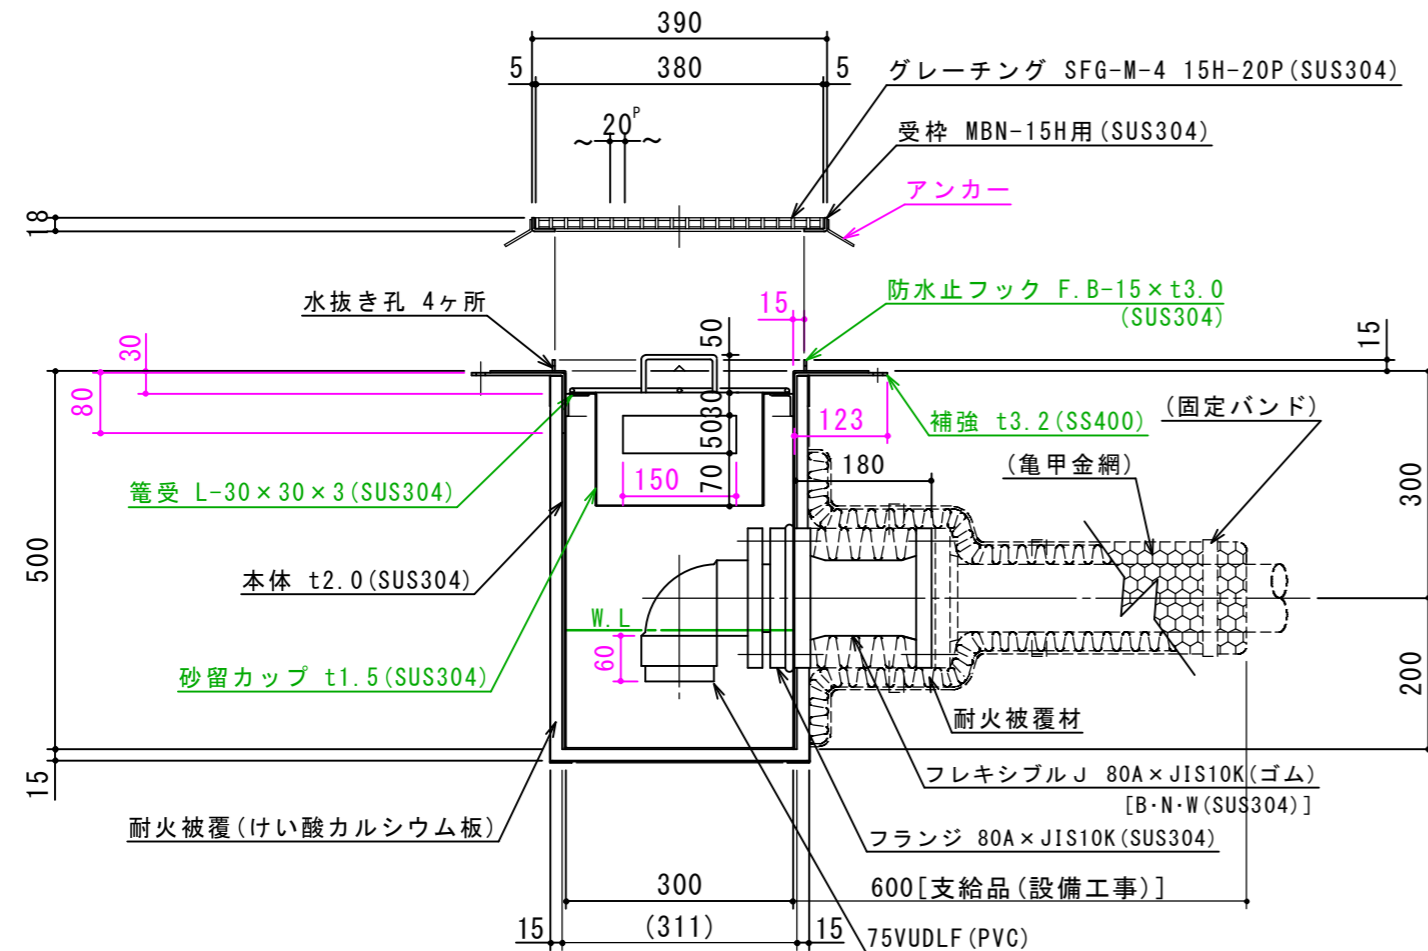 390
5
380
5
グレーチング SFG-M-4 15H-20P(SUS304)
~20P~
受枠 MBN-15H用(SUS304)
アンカー
18
水抜き孔 4ヶ所
防水止フック F.B-15×t3.0
(SUS304)
15
50
15
30
80
30
50
70
123
補強 t3.2(SS400)
(固定バンド)
(亀甲金網)
180
150
300
篭受 L-30×30×3(SUS304)
500
本体 t2.0(SUS304)
W.L
60
砂留カップ t1.5(SUS304)
200
耐火被覆材
15
フレキシブルJ 80A×JIS10K(ゴム)
[B・N・W(SUS304)]
耐火被覆(けい酸カルシウム板)
フランジ 80A×JIS10K(SUS304)
300
600[支給品(設備工事)]
15
(311)
15
75VUDLF(PVC)